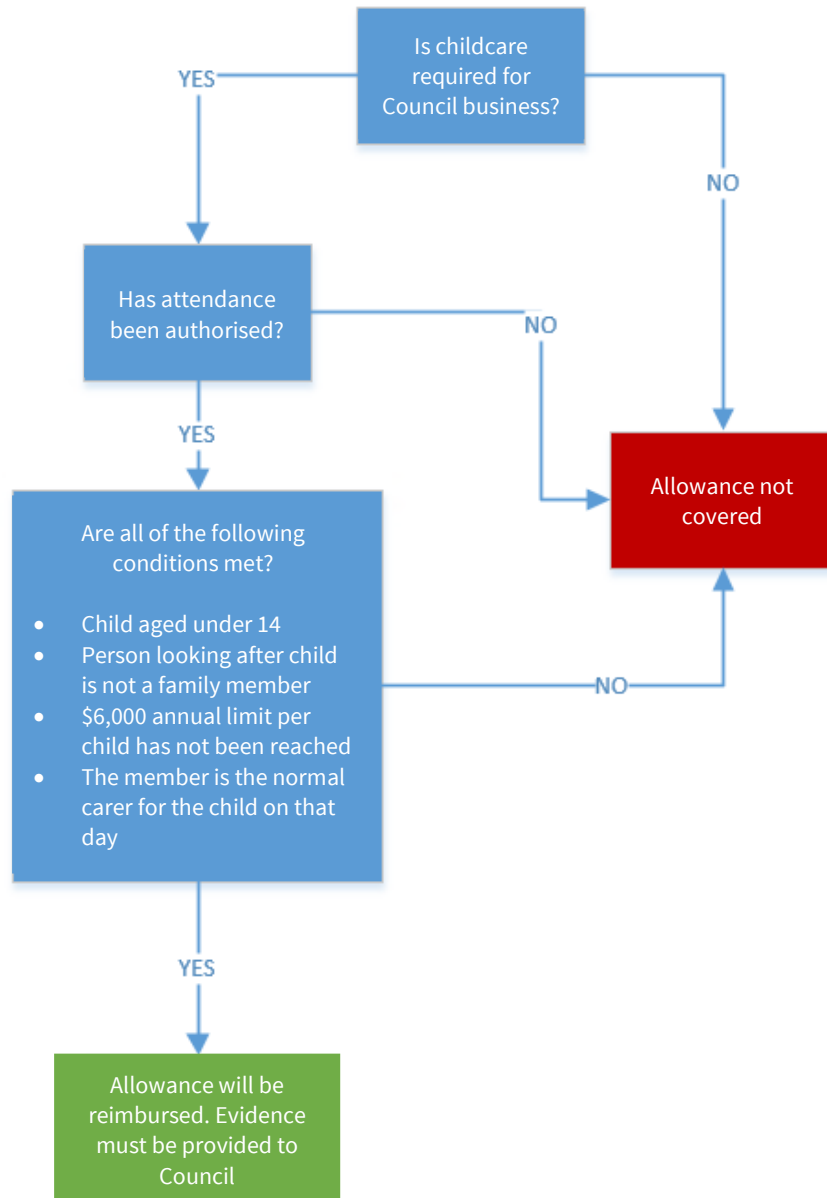 Is childcare
required for
Council business?
YES
NO
Has attendance
been authorised?
NO
YES
Allowance not
covered
Are all of the following
conditions met?
• Child aged under 14
• Person looking after child
is not a family member
• $6,000 annual limit per
child has not been reached
• The member is the normal
carer for the child on that
day
NO
YES
Allowance will be
reimbursed. Evidence
must be provided to
Council